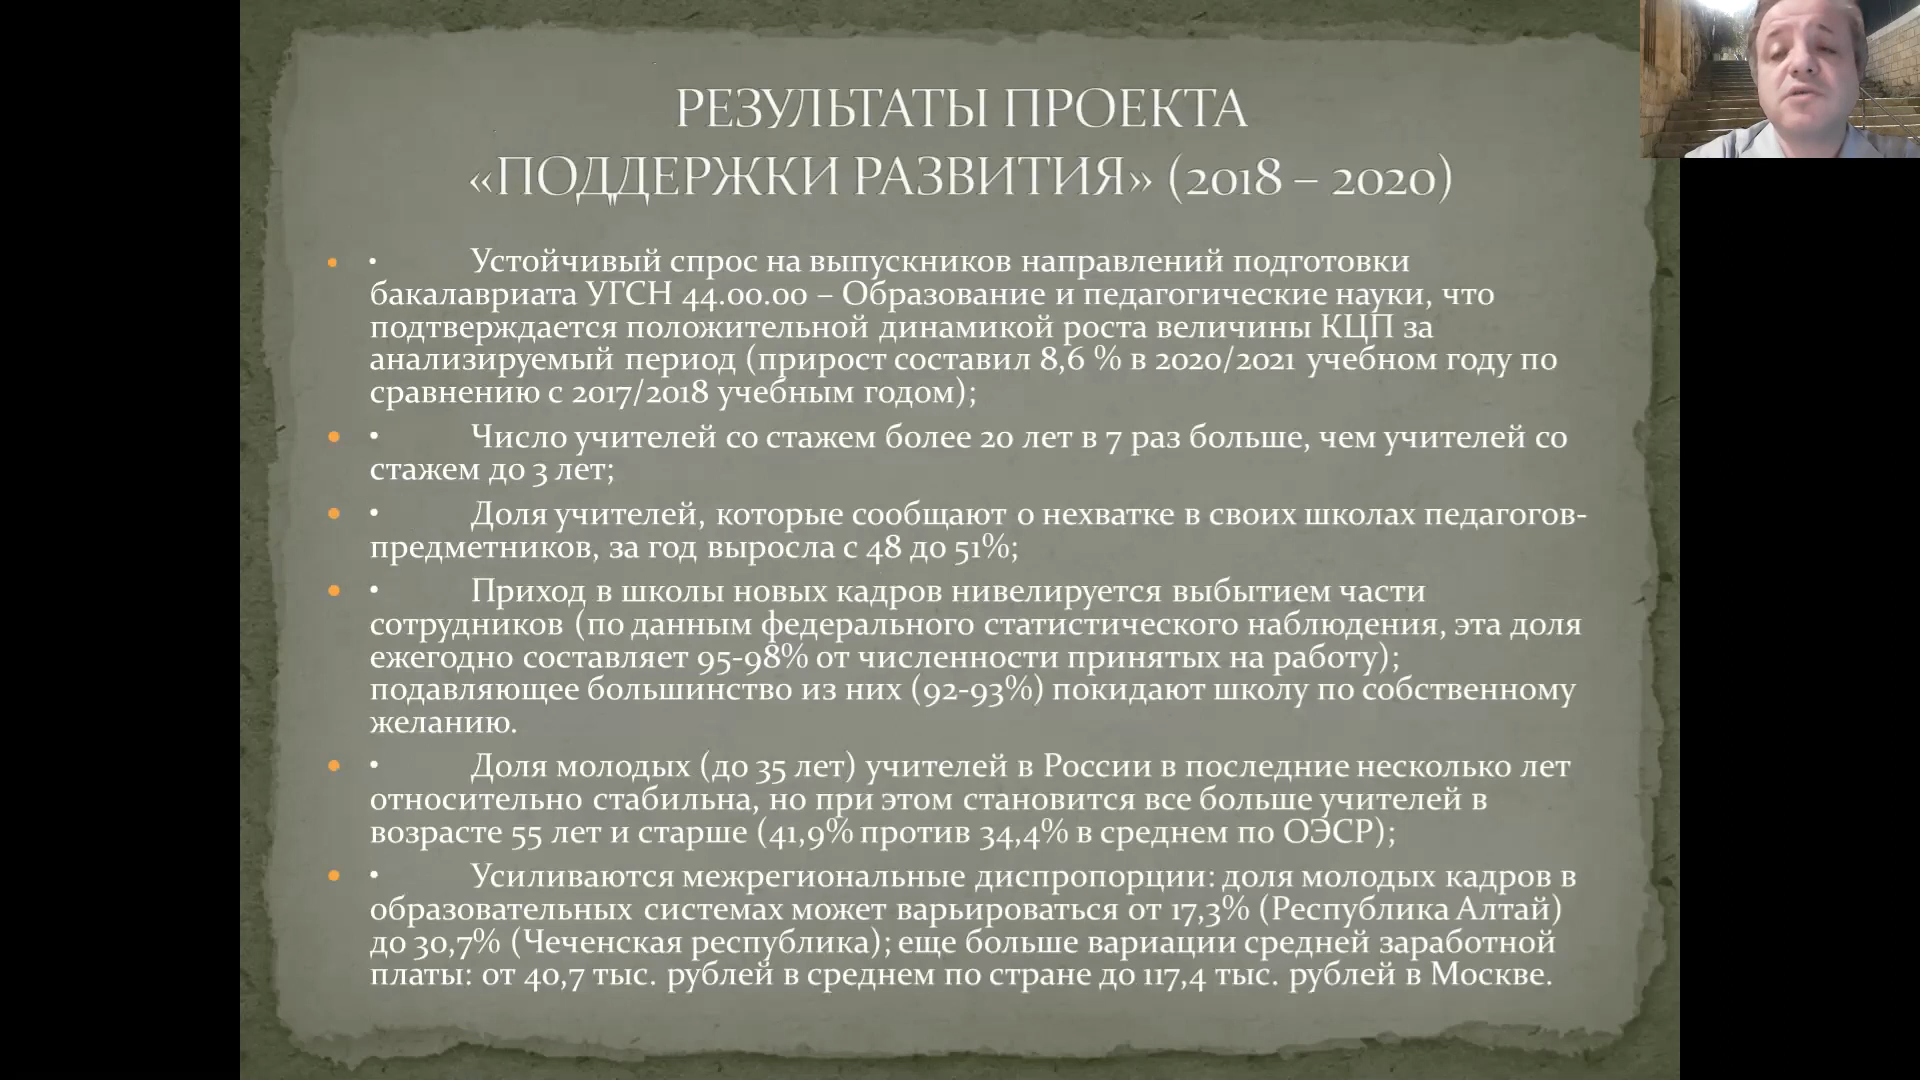 РЕЗУЛЬТАТЫ ПРОЕКТА
«ПОДДЕРЖКИ РАЗВИТИЯ» (2018 – 2020)
• • Устойчивый спрос на выпускников направлений подготовки
бакалавриата УГСН 44.00.00 – Образование и педагогические науки, что
подтверждается положительной динамикой роста величины КЦП за
анализируемый период (прирост составил 8,6 % в 2020/2021 учебном году по
сравнению с 2017/2018 учебным годом);
• • Число учителей со стажем более 20 лет в 7 раз больше, чем учителей со
стажем до 3 лет;
• • Доля учителей, которые сообщают о нехватке в своих школах педагогов-
предметников, за год выросла с 48 до 51%;
• • Приход в школы новых кадров нивелируется выбытием части
сотрудников (по данным федерального статистического наблюдения, эта доля
ежегодно составляет 95-98% от численности принятых на работу);
подавляющее большинство из них (92-93%) покидают школу по собственному
желанию.
• • Доля молодых (до 35 лет) учителей в России в последние несколько лет
относительно стабильна, но при этом становится все больше учителей в
возрасте 55 лет и старше (41,9% против 34,4% в среднем по ОЭСР);
• • Усиливаются межрегиональные диспропорции: доля молодых кадров в
образовательных системах может варьироваться от 17,3% (Республика Алтай)
до 30,7% (Чеченская республика); еще больше вариации средней заработной
платы: от 40,7 тыс. рублей в среднем по стране до 117,4 тыс. рублей в Москве.